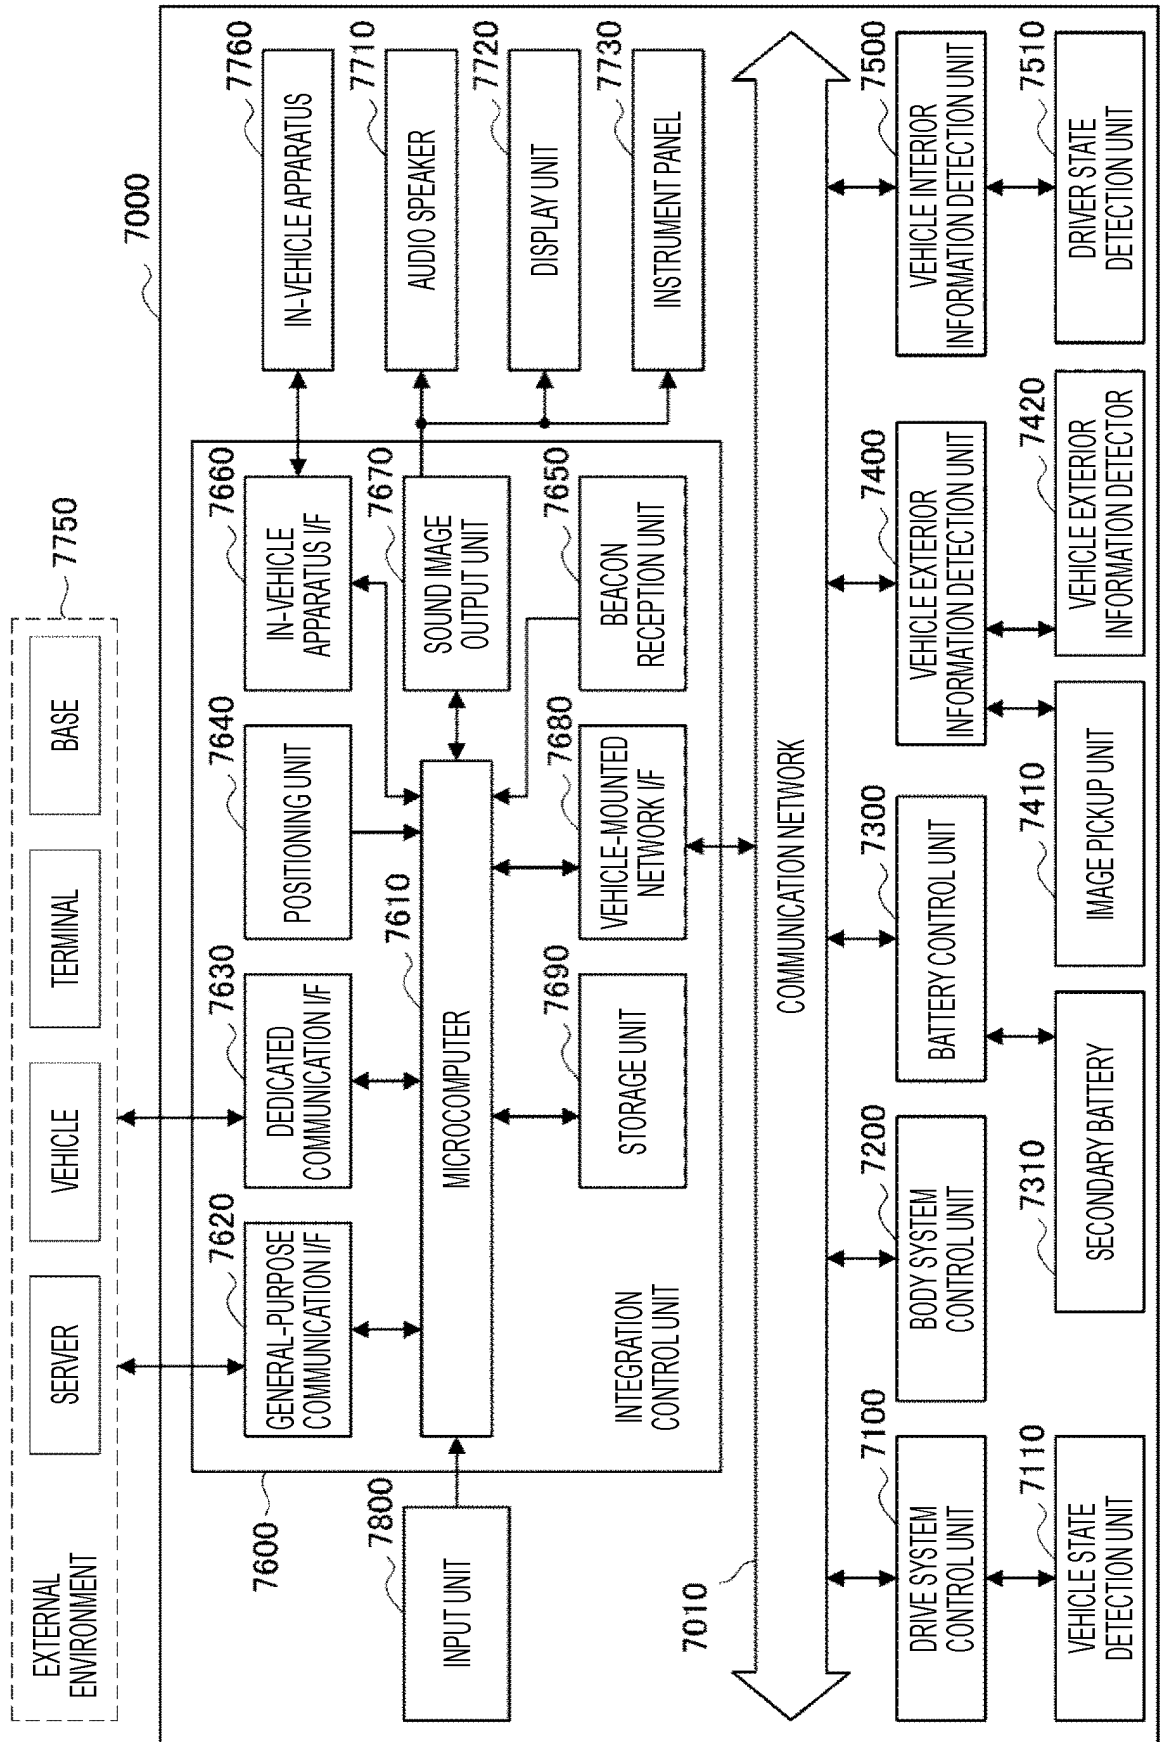 EXTERNAL
ENVIRONMENT
SERVER
VEHICLE
TERMINAL
BASE
7750
7000
7600
7620
GENERAL-PURPOSE
COMMUNICATION I/F
7630
DEDICATED
COMMUNICATION I/F
7640
POSITIONING UNIT
7660
IN-VEHICLE
APPARATUS I/F
7760
IN-VEHICLE APPARATUS
7800
INPUT UNIT
7610
MICROCOMPUTER
7670
SOUND IMAGE
OUTPUT UNIT
7710
AUDIO SPEAKER
7720
DISPLAY UNIT
INTEGRATION
CONTROL UNIT
7690
STORAGE UNIT
7680
VEHICLE-MOUNTED
NETWORK I/F
7650
BEACON
RECEPTION UNIT
7730
INSTRUMENT PANEL
7010
COMMUNICATION NETWORK
7100
DRIVE SYSTEM
CONTROL UNIT
7200
BODY SYSTEM
CONTROL UNIT
7300
BATTERY CONTROL UNIT
7400
VEHICLE EXTERIOR
INFORMATION DETECTION UNIT
7500
VEHICLE INTERIOR
INFORMATION DETECTION UNIT
7110
VEHICLE STATE
DETECTION UNIT
7310
SECONDARY BATTERY
7410
IMAGE PICKUP UNIT
7420
VEHICLE EXTERIOR
INFORMATION DETECTOR
7510
DRIVER STATE
DETECTION UNIT